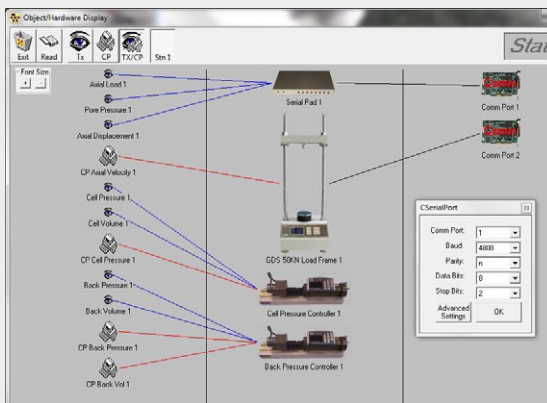 Object/Hardware Display
Exit
Read
Tx
CP
TX/CP
Stn1
Font Size
+
-
Axial Load 1
Pore Pressure 1
Axial Displacement 1
CP Axial Velocity 1
Cell Pressure 1
Cell Volume 1
CP Cell Pressure 1
Back Pressure 1
Back Volume 1
CP Back Pressure 1
CP Back Vol 1
Serial Pad 1
GDS 50KN Load Frame 1
Cell Pressure Controller 1
Back Pressure Controller 1
Comm Port 1
Comm Port 2
CSerialPort
Comm Port: 1
Baud: 4800
Parity: n
Data Bits: 8
Stop Bits: 2
Advanced
Settings
OK